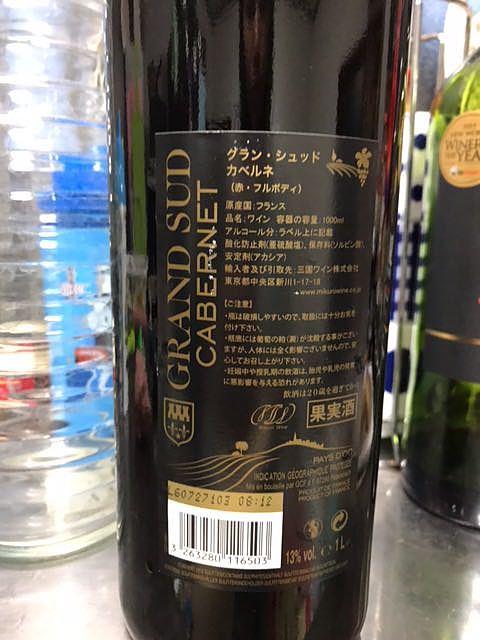 GRAND SUD
CABERNET
グラン・シュッド
カベルネ
(赤・フルボディ)
原産国:フランス
品名:ワイン 容器の容量:1000ml
アルコール分:ラベル上に記載
酸化防止剤(亜硫酸塩)、保存料(ソルビン酸)、
安定剤(アカシア)
輸入者及び引取先:三国ワイン株式会社
東京都中央区新川1-17-18
www.mikuniwine.co.jp
【ご注意】
・瓶は破損しやすいので、取扱には十分お気を
付け下さい。
・瓶底には葡萄の粕(澱)が沈殿する事がござい
ますが、人体には全く影響ございませんので、安
心してお召し上がり下さい。
・妊娠中や授乳期の飲酒は、胎児や乳児の発育
に悪影響を与える恐れがあります。
飲酒は20歳を過ぎてから
果実酒
PAYS D'OC
INDICATION GÉOGRAPHIQUE PROTÉGÉE
PRODUIT DE FRANCE
PRODUCT OF FRANCE
L60727103 08:12
3 263280 116503
13% vol. e 1L
WINERY
THE YEAR